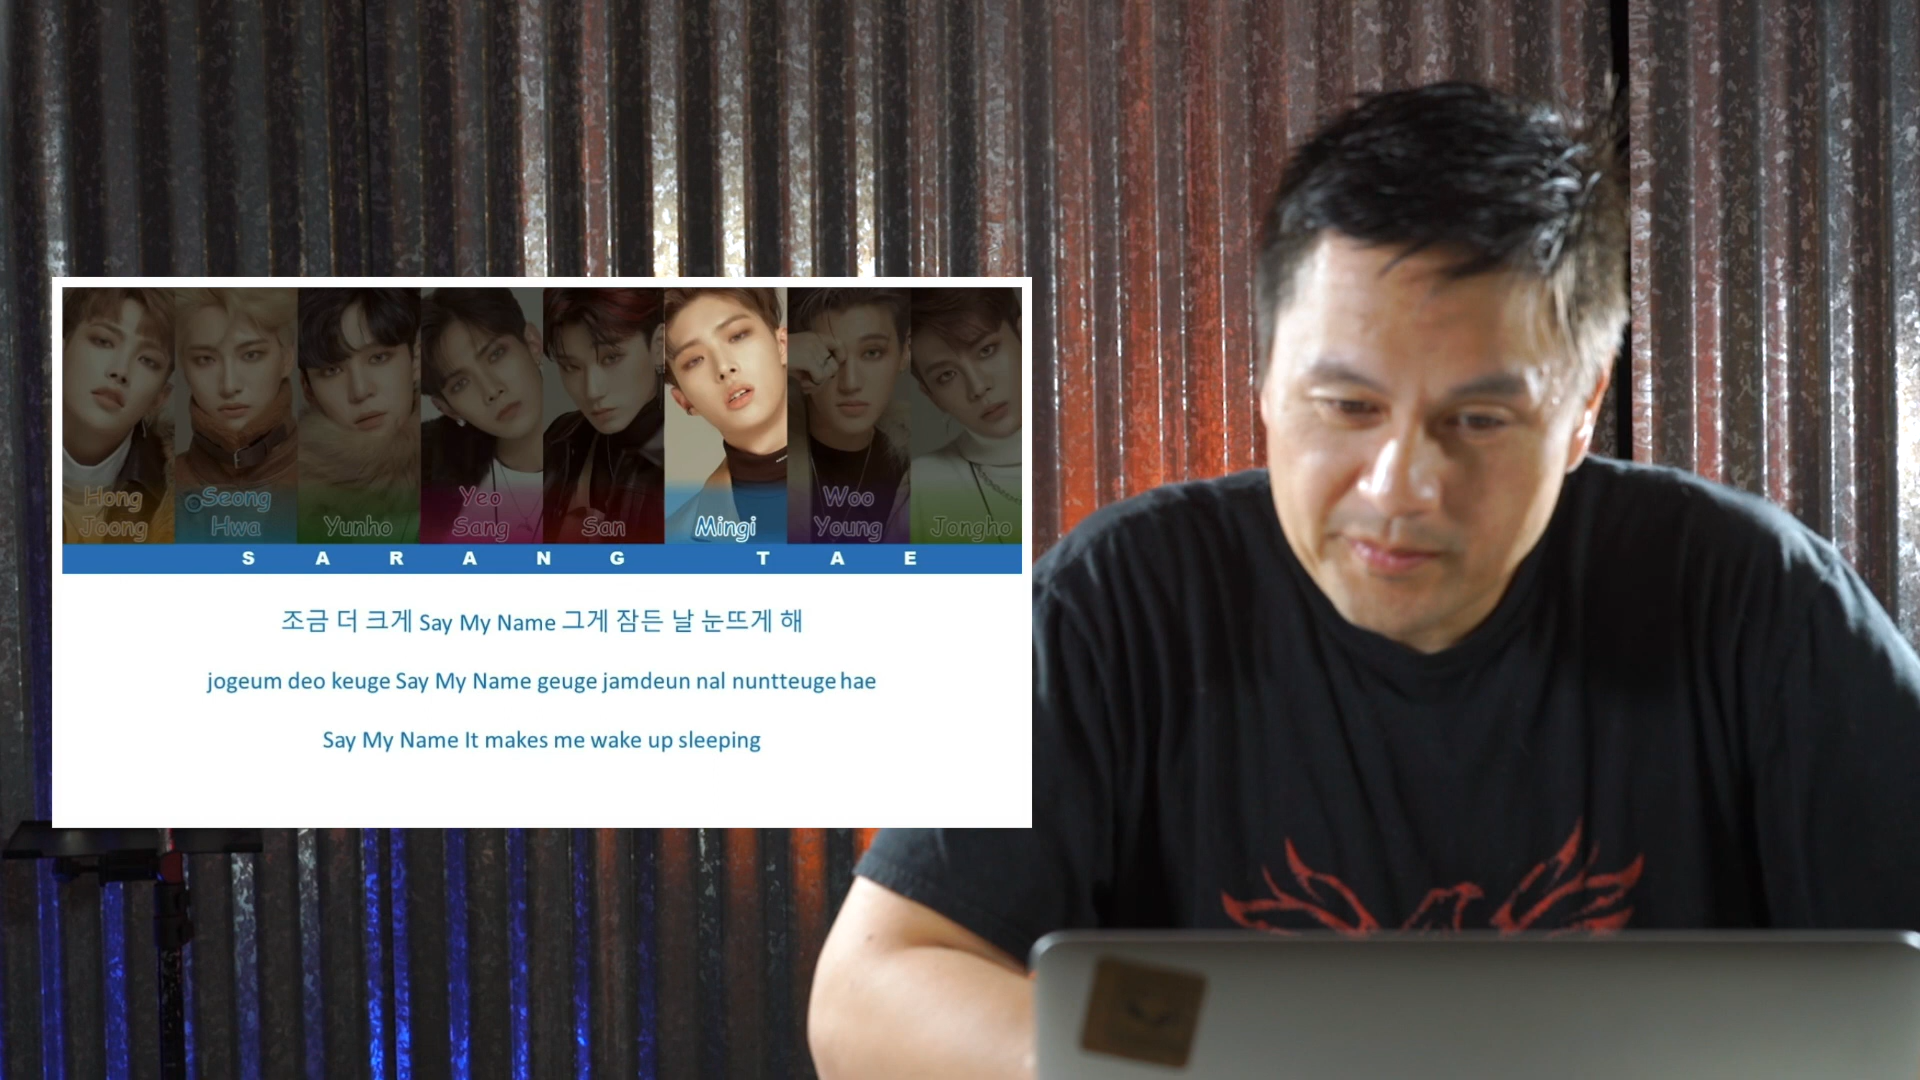 Hong Joong
Seong Hwa
Yunho
Yeo Sang
San
Mingi
Woo Young
Jongho
SARANG TAE
조금 더 크게 Say My Name 그게 잠든 날 눈뜨게 해
jogeum deo keuge Say My Name geuge jamdeun nal nuntteuge hae
Say My Name It makes me wake up sleeping